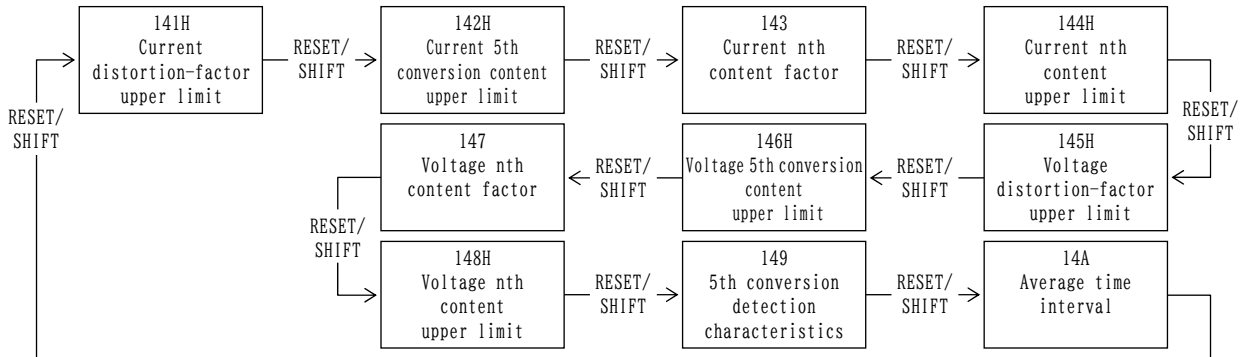 141H
Current
distortion-factor
upper limit
RESET/
SHIFT
142H
Current 5th
conversion content
upper limit
RESET/
SHIFT
143
Current nth
content factor
RESET/
SHIFT
144H
Current nth
content
upper limit
RESET/
SHIFT
RESET/
SHIFT
145H
Voltage
distortion-factor
upper limit
RESET/
SHIFT
146H
Voltage 5th conversion
content
upper limit
RESET/
SHIFT
147
Voltage nth
content factor
RESET/
SHIFT
148H
Voltage nth
content
upper limit
RESET/
SHIFT
149
5th conversion
detection
characteristics
RESET/
SHIFT
14A
Average time
interval